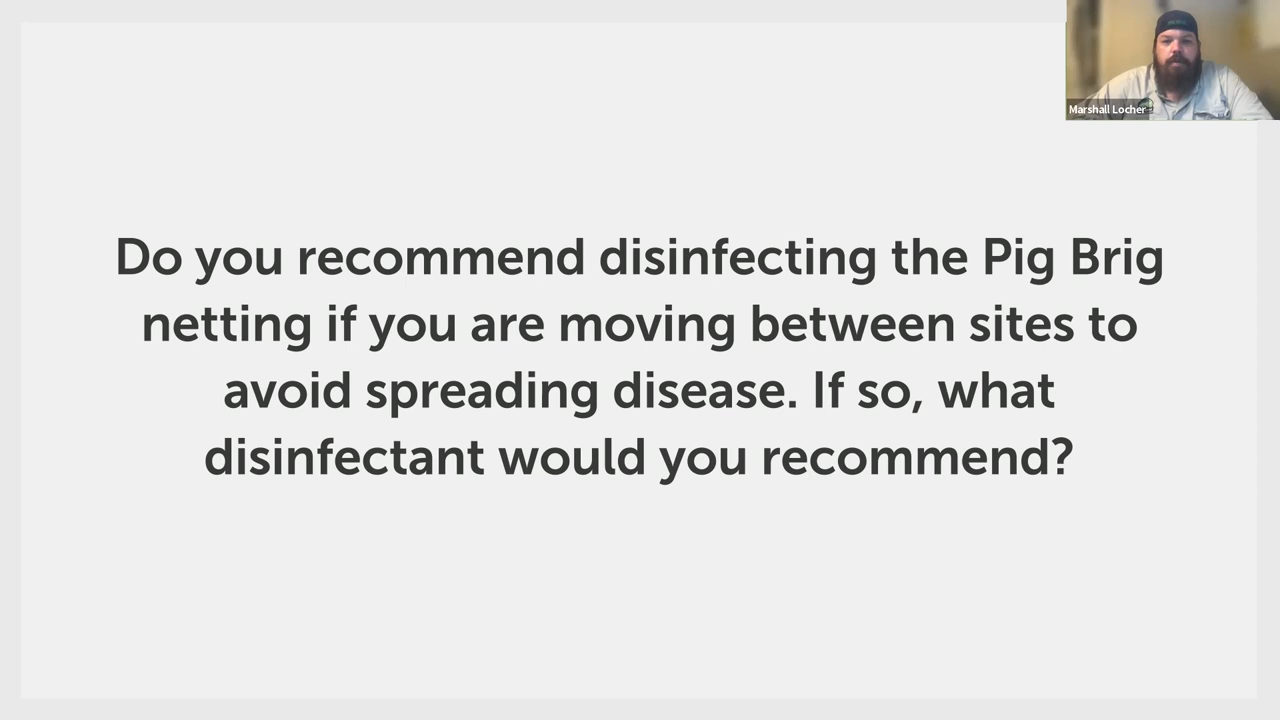 Marshall Locher
Do you recommend disinfecting the Pig Brig
netting if you are moving between sites to
avoid spreading disease. If so, what
disinfectant would you recommend?